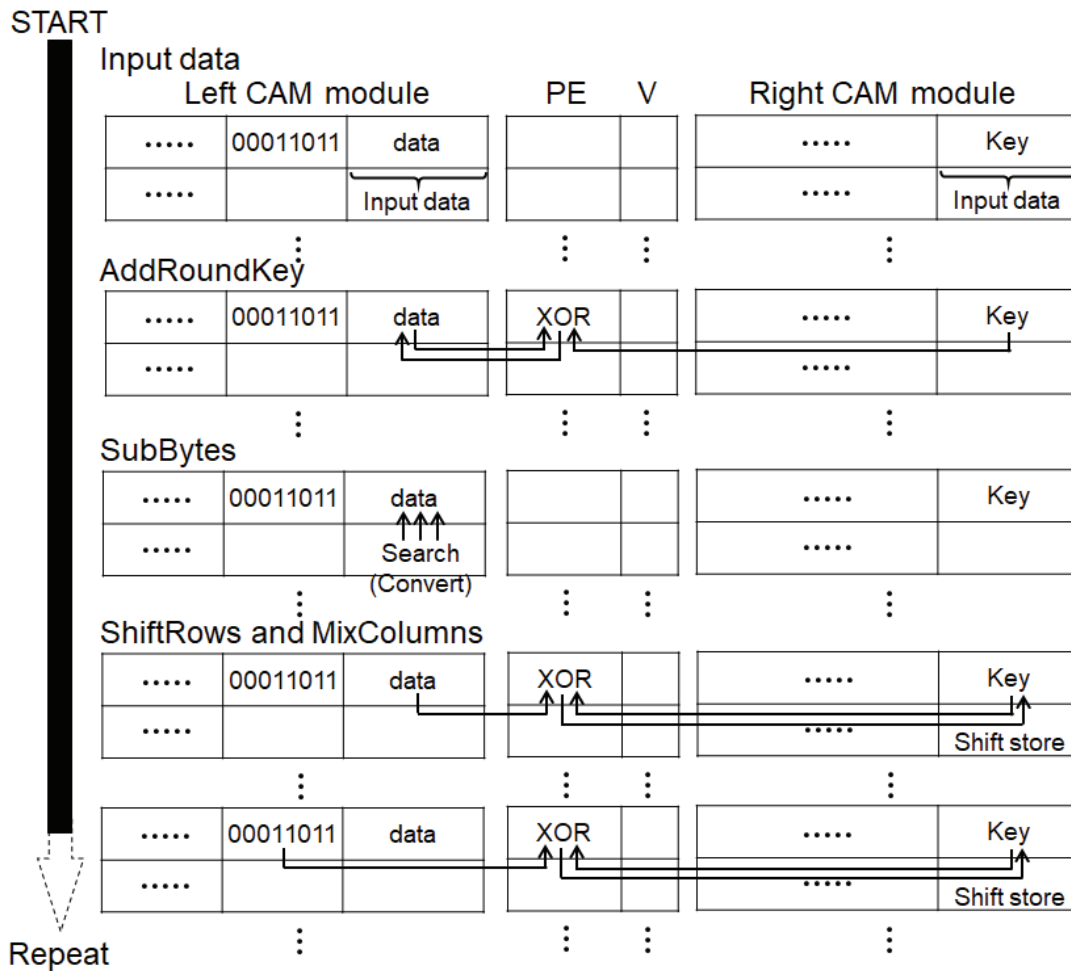 START
Input data
Left CAM module PE V Right CAM module
..... 00011011 data ..... Key
..... Input data ..... Input data
AddRoundKey
..... 00011011 data XOR ..... Key
..... .....
SubBytes
..... 00011011 data ..... Key
..... Search .....
(Convert)
ShiftRows and MixColumns
..... 00011011 data XOR ..... Key
..... ..... Shift store
..... 00011011 data XOR ..... Key
..... ..... Shift store
Repeat